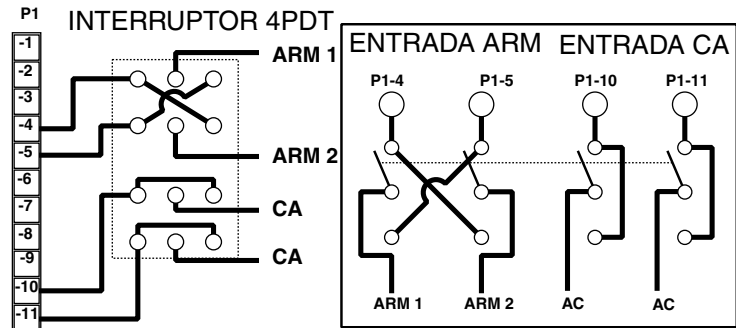 P1
INTERRUPTOR 4PDT
-1
-2
-3
-4
-5
-6
-7
-8
-9
-10
-11
ARM 1
ARM 2
CA
CA
ENTRADA ARM ENTRADA CA
P1-4 P1-5 P1-10 P1-11
ARM 1 ARM 2 AC AC